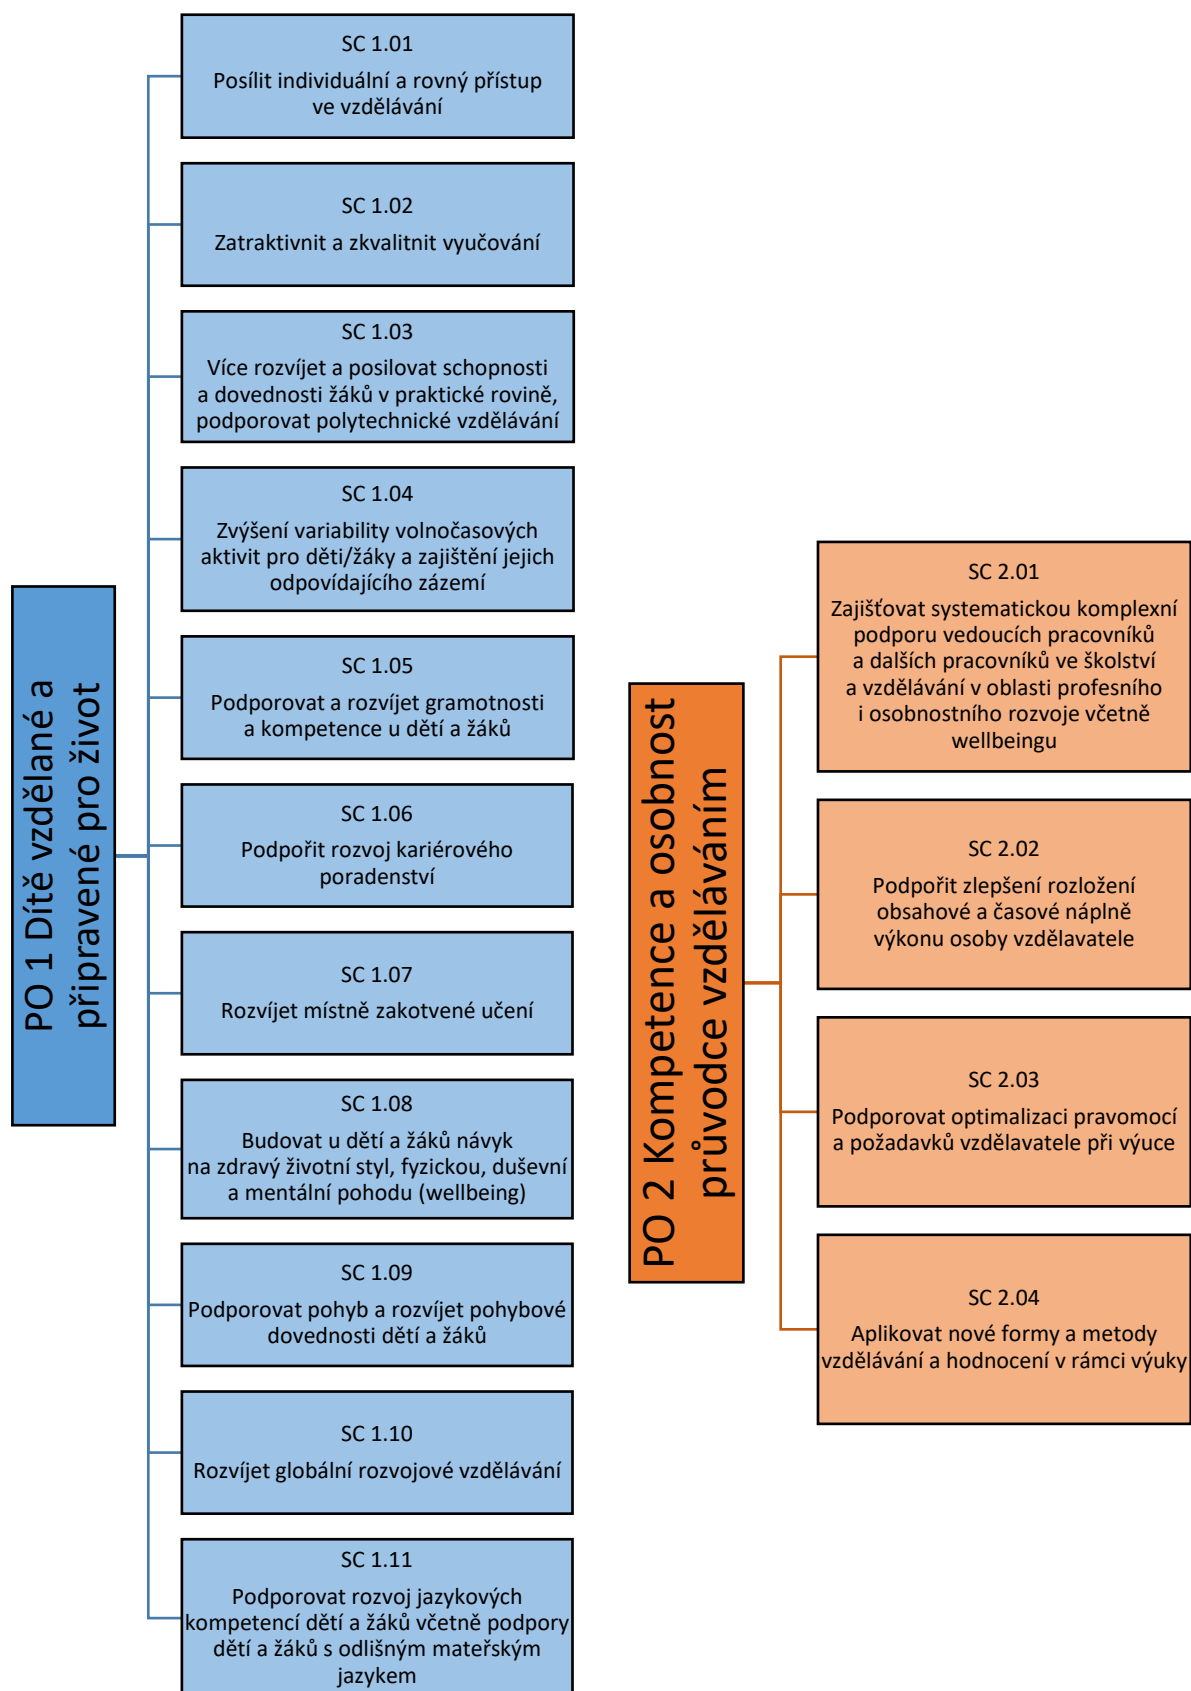 PO 1 Dítě vzdělané a
připravené pro život
SC 1.01
Posílit individuální a rovný přístup
ve vzdělávání
SC 1.02
Zatraktivnit a zkvalitnit vyučování
SC 1.03
Více rozvíjet a posilovat schopnosti
a dovednosti žáků v praktické rovině,
podporovat polytechnické vzdělávání
SC 1.04
Zvýšení variability volnočasových
aktivit pro děti/žáky a zajištění jejich
odpovídajícího zázemí
SC 1.05
Podporovat a rozvíjet gramotnosti
a kompetence u dětí a žáků
SC 1.06
Podpořit rozvoj kariérového
poradenství
SC 1.07
Rozvíjet místně zakotvené učení
SC 1.08
Budovat u dětí a žáků návyk
na zdravý životní styl, fyzickou, duševní
a mentální pohodu (wellbeing)
SC 1.09
Podporovat pohyb a rozvíjet pohybové
dovednosti dětí a žáků
SC 1.10
Rozvíjet globální rozvojové vzdělávání
SC 1.11
Podporovat rozvoj jazykových
kompetencí dětí a žáků včetně podpory
dětí a žáků s odlišným mateřským
jazykem
PO 2 Kompetence a osobnost
průvodce vzděláváním
SC 2.01
Zajišťovat systematickou komplexní
podporu vedoucích pracovníků
a dalších pracovníků ve školství
a vzdělávání v oblasti profesního
i osobnostního rozvoje včetně
wellbeingu
SC 2.02
Podpořit zlepšení rozložení
obsahové a časové náplně
výkonu osoby vzdělavatele
SC 2.03
Podporovat optimalizaci pravomocí
a požadavků vzdělavatele při výuce
SC 2.04
Aplikovat nové formy a metody
vzdělávání a hodnocení v rámci výuky